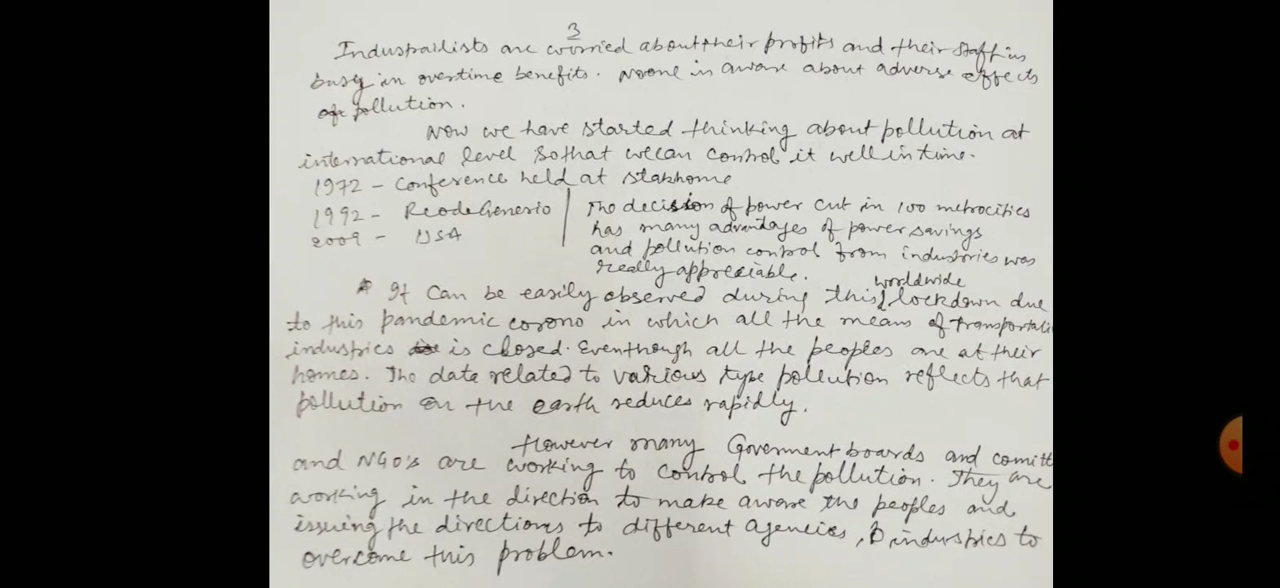 3
Industrailists are worried about their profits and their staff is
busy in overtime benefits. Noone is aware about adverse effects
of pollution.
Now we have started thinking about pollution at
international level so that we can control it well in time.
1972 - Conference held at stakhome
1992 - ReodeGenerio
2009 - USA
The decision of power cut in 100 metrocities
has many advantages of power savings
and pollution control from industries was
really appreciable.
worldwide
It can be easily observed during this lockdown due
to this pandemic corono in which all the means of transportati
industries is closed. Eventhough all the peoples are at their
homes. The data related to various type pollution reflects that
pollution on the earth reduces rapidly.
However many Goverment boards and comitt
and NGO's are working to control the pollution. They are
working in the direction to make aware the peoples and
issuing the directions to different agencies, industries to
overcome this problem.